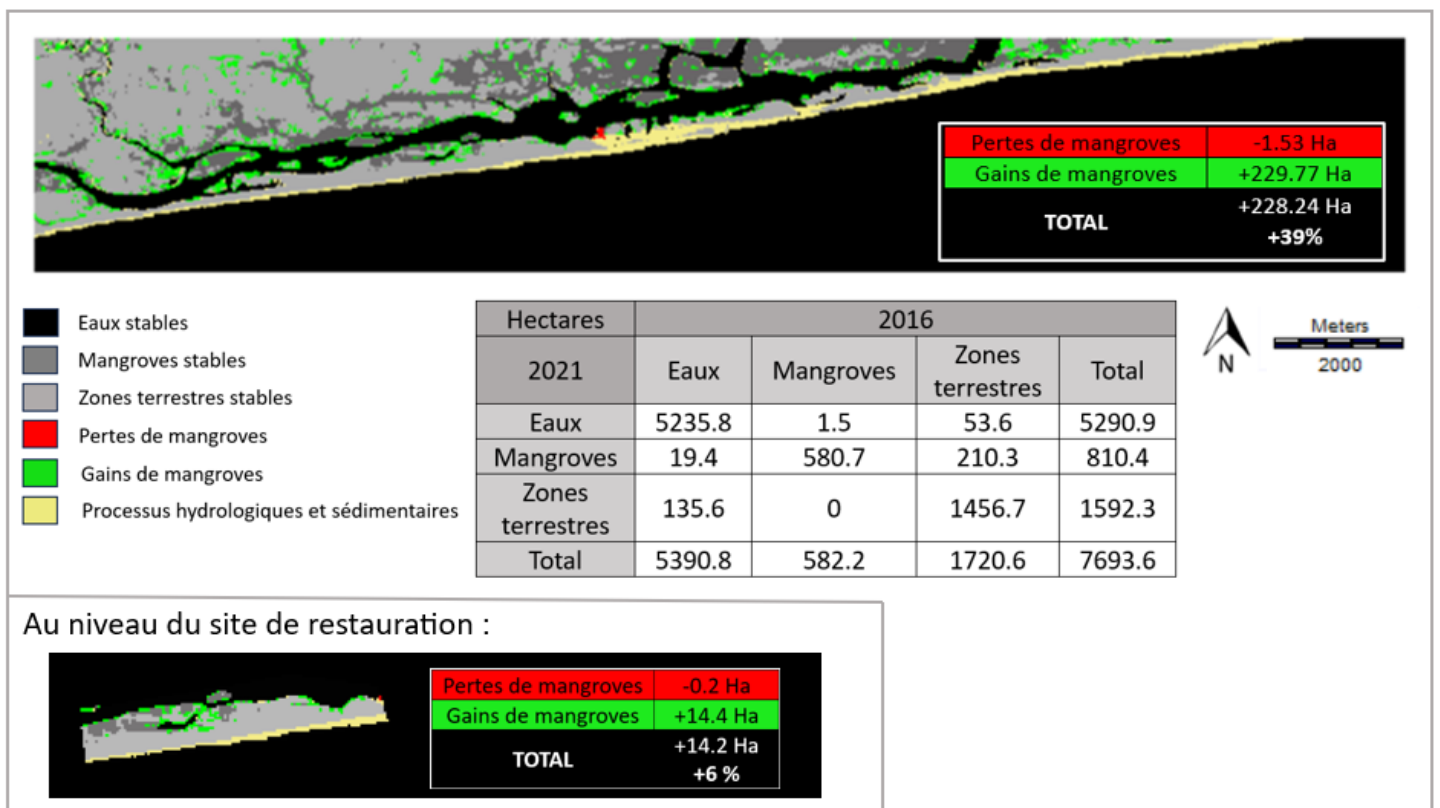 Pertes de mangroves -1.53 Ha
Gains de mangroves +229.77 Ha
TOTAL +228.24 Ha
+39%
Eaux stables
Mangroves stables
Zones terrestres stables
Pertes de mangroves
Gains de mangroves
Processus hydrologiques et sédimentaires
Hectares 2016
2021 Eaux Mangroves Zones terrestres Total
Eaux 5235.8 1.5 53.6 5290.9
Mangroves 19.4 580.7 210.3 810.4
Zones terrestres 135.6 0 1456.7 1592.3
Total 5390.8 582.2 1720.6 7693.6
N
Meters
2000
Au niveau du site de restauration :
Pertes de mangroves -0.2 Ha
Gains de mangroves +14.4 Ha
TOTAL +14.2 Ha
+6 %